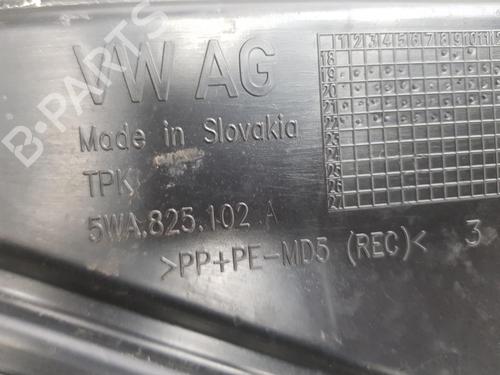 VW AG
Made in Slovakia
TPK
5WA.825.102 A
>PP+PE-MD5 (REC)<
3
B-PARTS